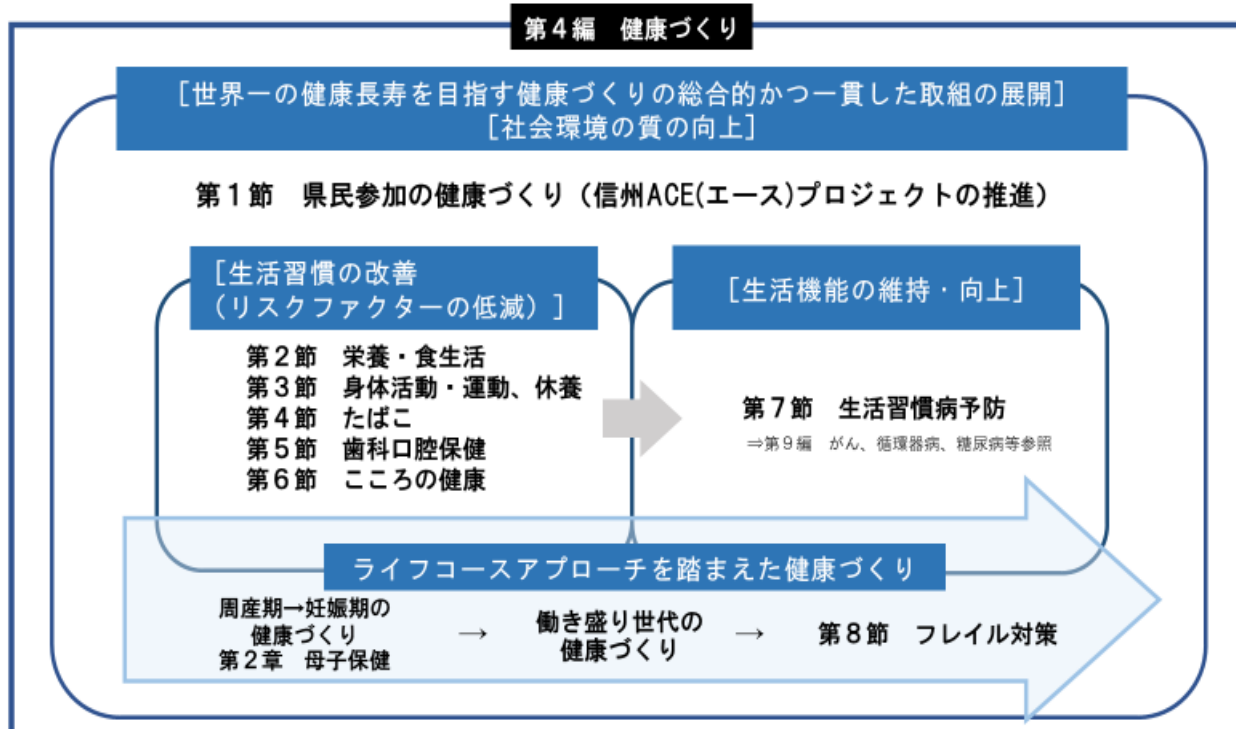 第4編 健康づくり
[世界一の健康長寿を目指す健康づくりの総合的かつ一貫した取組の展開]
[社会環境の質の向上]
第1節 県民参加の健康づくり（信州ACE(エース)プロジェクトの推進）
[生活習慣の改善
（リスクファクターの低減）]
第2節 栄養・食生活
第3節 身体活動・運動、休養
第4節 たばこ
第5節 歯科口腔保健
第6節 こころの健康
[生活機能の維持・向上]
第7節 生活習慣病予防
⇒第9編 がん、循環器病、糖尿病等参照
ライフコースアプローチを踏まえた健康づくり
周産期→妊娠期の
健康づくり
第2章 母子保健
→
働き盛り世代の
健康づくり
→
第8節 フレイル対策